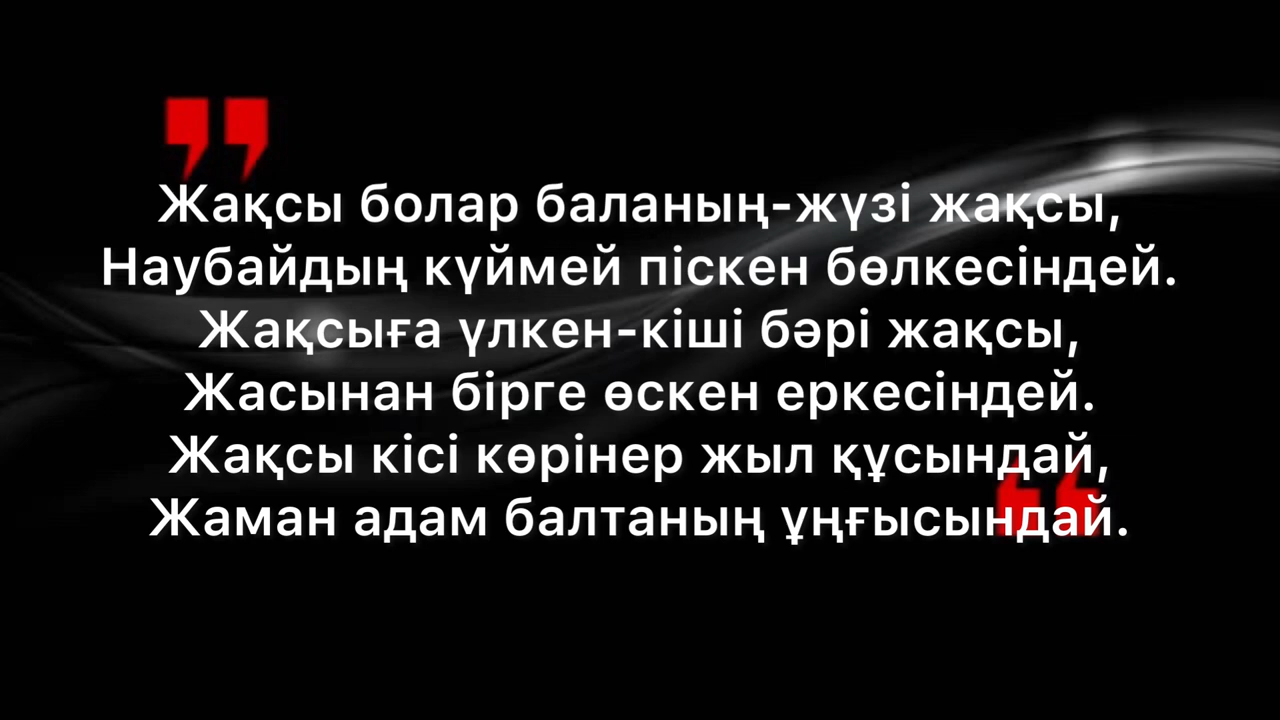 Жақсы болар баланың-жүзі жақсы,
Наубайдың күймей піскен бөлкесіндей.
Жақсыға үлкен-кіші бәрі жақсы,
Жасынан бірге өскен еркесіндей.
Жақсы кісі көрінер жыл құсындай,
Жаман адам балтаның ұңғысындай.